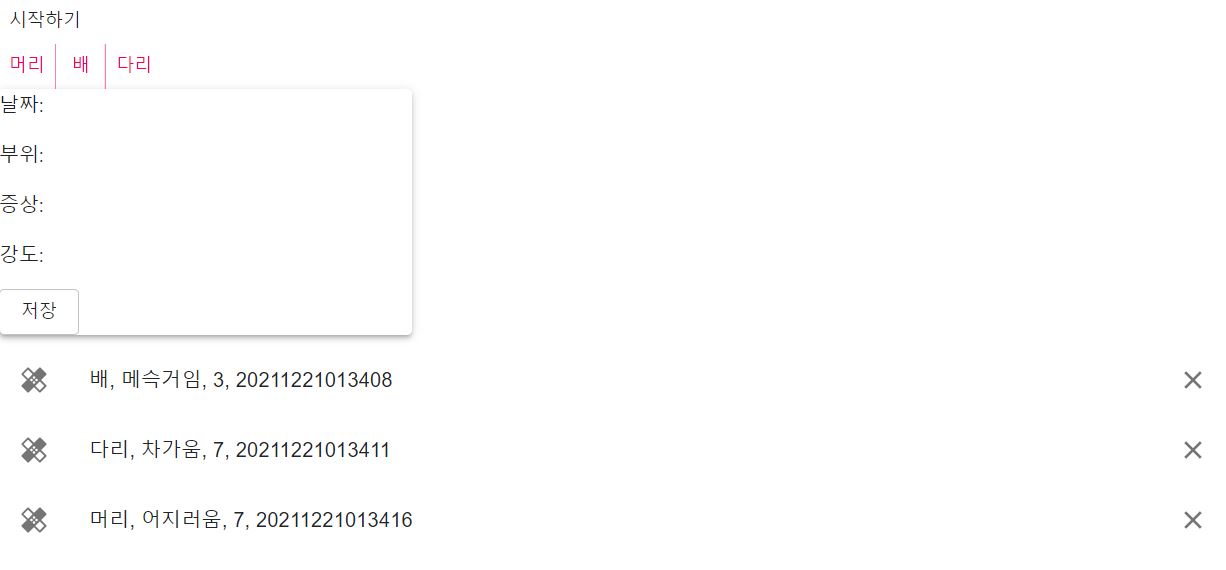 시작하기
머리 배 다리
날짜:
부위:
증상:
강도:
저장
배, 메슥거임, 3, 20211221013408
다리, 차가움, 7, 20211221013411
머리, 어지러움, 7, 20211221013416